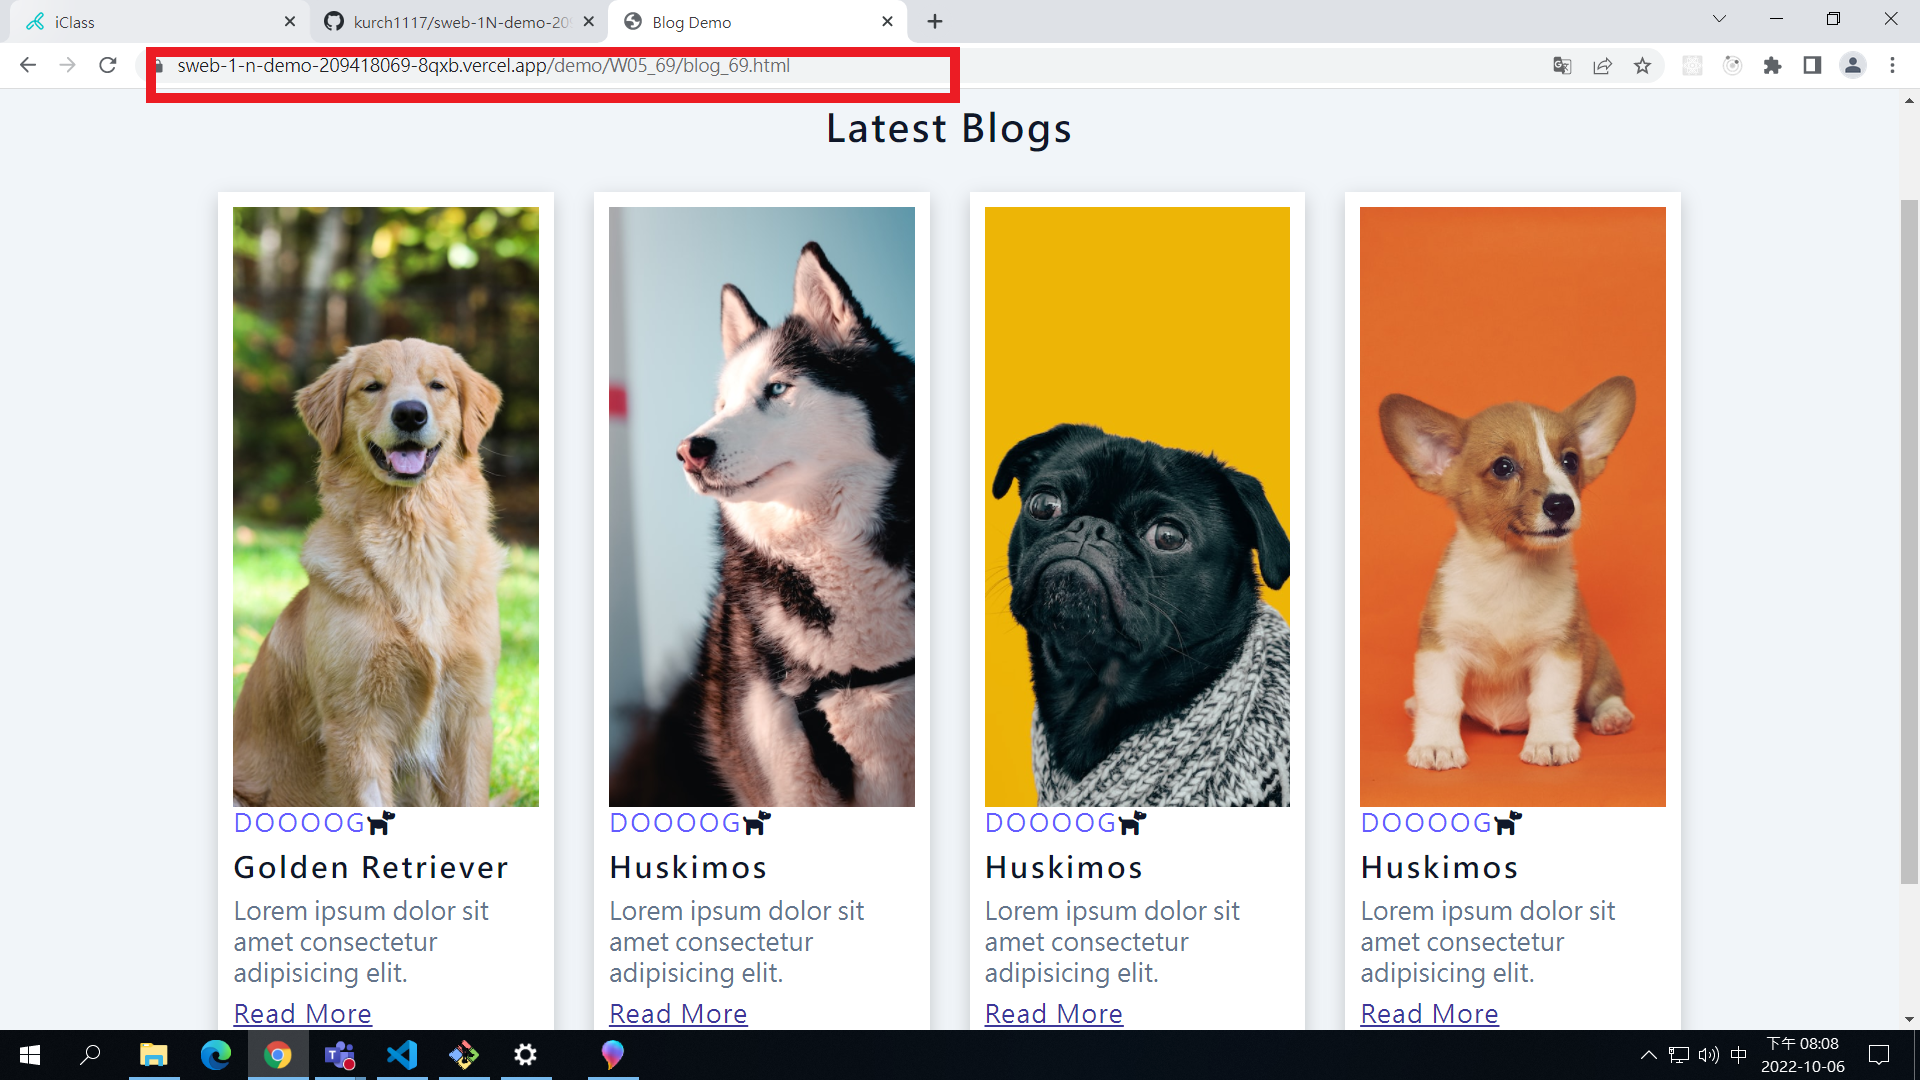 iClass
kurch1117/sweb-1N-demo-20
Blog Demo
sweb-1-n-demo-209418069-8qxb.vercel.app/demo/W05_69/blog_69.html
Latest Blogs
DOOOOG
Golden Retriever
Lorem ipsum dolor sit
amet consectetur
adipisicing elit.
Read More
DOOOOG
Huskimos
Lorem ipsum dolor sit
amet consectetur
adipisicing elit.
Read More
DOOOOG
Huskimos
Lorem ipsum dolor sit
amet consectetur
adipisicing elit.
Read More
DOOOOG
Huskimos
Lorem ipsum dolor sit
amet consectetur
adipisicing elit.
Read More
中
下午 08:08
2022-10-06